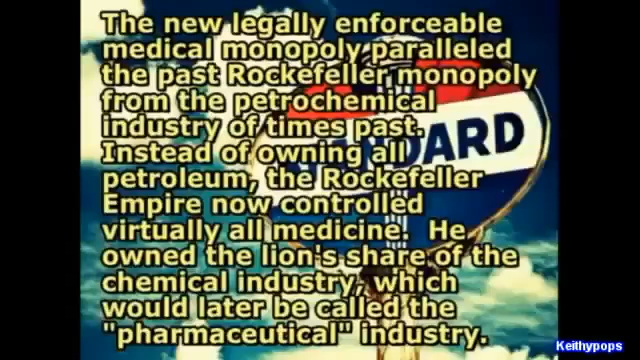 The new legally enforceable
medical monopoly paralleled
the past Rockefeller monopoly
from the petrochemical
industry of times past.
Instead of owning all
petroleum, the Rockefeller
Empire now controlled
virtually all medicine.  He
owned the lion's share of the
chemical industry, which
would later be called the
"pharmaceutical" industry.
DARD
Keithypops